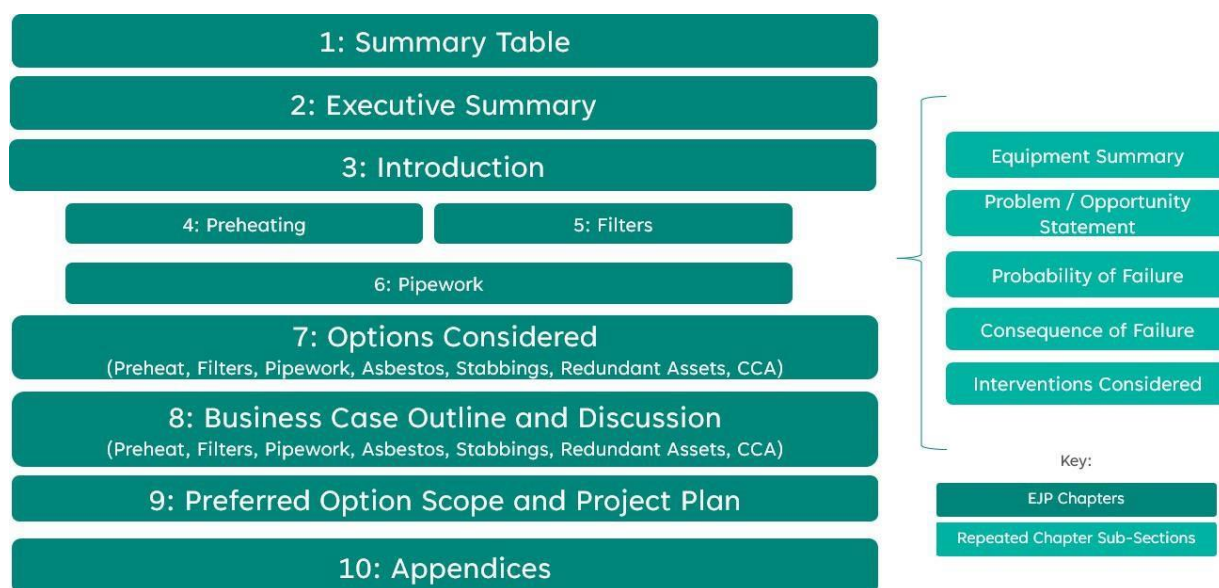 1: Summary Table
2: Executive Summary
3: Introduction
4: Preheating
5: Filters
6: Pipework
7: Options Considered
(Preheat, Filters, Pipework, Asbestos, Stabbings, Redundant Assets, CCA)
8: Business Case Outline and Discussion
(Preheat, Filters, Pipework, Asbestos, Stabbings, Redundant Assets, CCA)
9: Preferred Option Scope and Project Plan
10: Appendices
Equipment Summary
Problem / Opportunity
Statement
Probability of Failure
Consequence of Failure
Interventions Considered
Key:
EJP Chapters
Repeated Chapter Sub-Sections